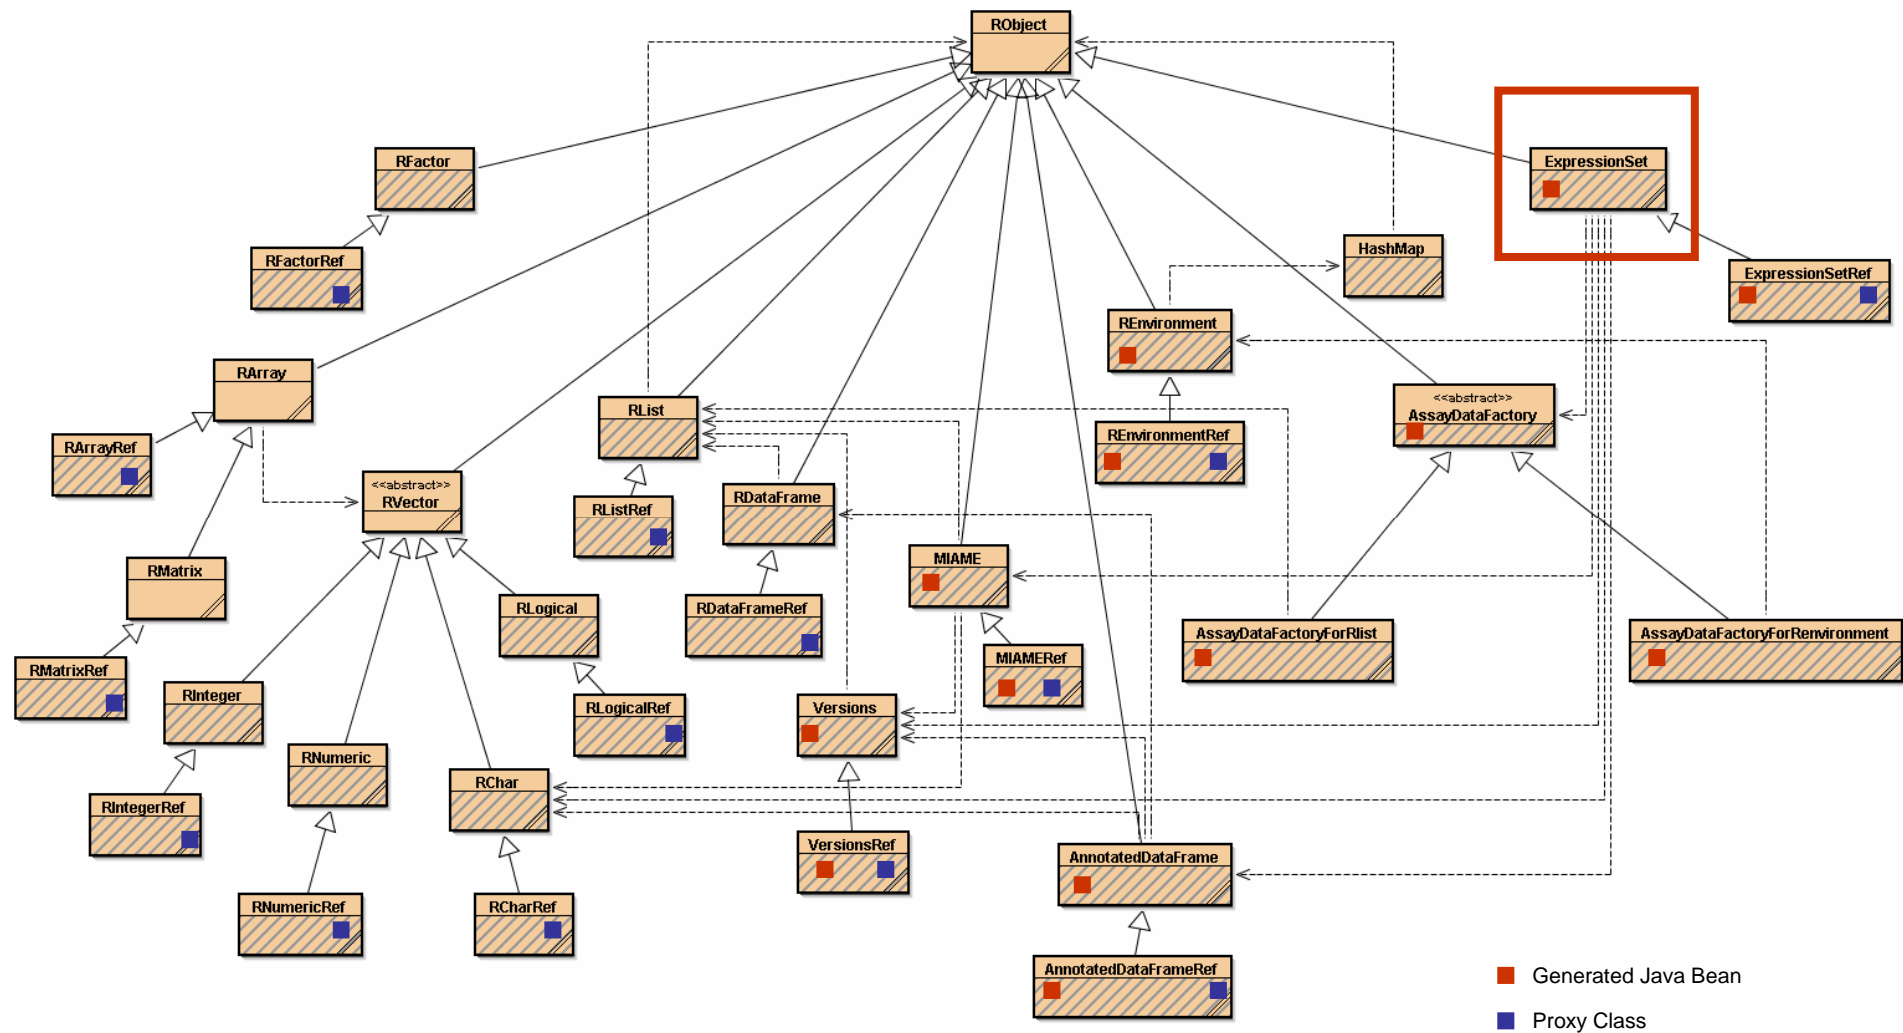 RObject
RFactor
ExpressionSet
RFactorRef
HashMap
ExpressionSetRef
REnvironment
RArray
<<abstract>>
AssayDataFactory
RList
RArrayRef
REnvironmentRef
<<abstract>>
RVector
RDataFrame
RListRef
MIAME
RMatrix
RLogical
RDataFrameRef
AssayDataFactoryForRlist
AssayDataFactoryForRenvironment
MIAMERef
RMatrixRef
RInteger
RLogicalRef
Versions
RNumeric
RChar
RIntegerRef
VersionsRef
AnnotatedDataFrame
RNumericRef
RCharRef
AnnotatedDataFrameRef
Generated Java Bean
Proxy Class